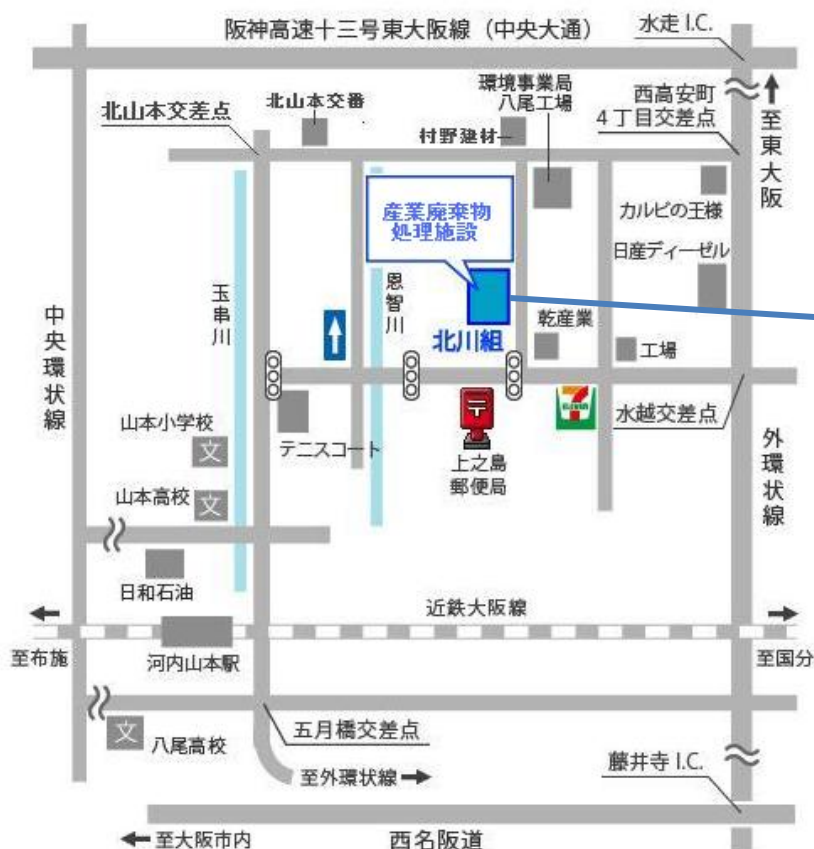 阪神高速十三号東大阪線（中央大通）
水走 I.C.
環境事業局
八尾工場
西高安町
４丁目交差点
北山本交番
北山本交差点
村野建材
至東大阪
産業廃棄物
処理施設
カルビの王様
日産ディーゼル
玉串川
恩智川
中央環状線
北川組
乾産業
工場
山本小学校
文
テニスコート
〒
上之島
郵便局
ELEVEN
水越交差点
外環状線
山本高校
文
日和石油
近鉄大阪線
至布施
河内山本駅
至国分
文
八尾高校
五月橋交差点
至外環状線
藤井寺 I.C.
至大阪市内
西名阪道